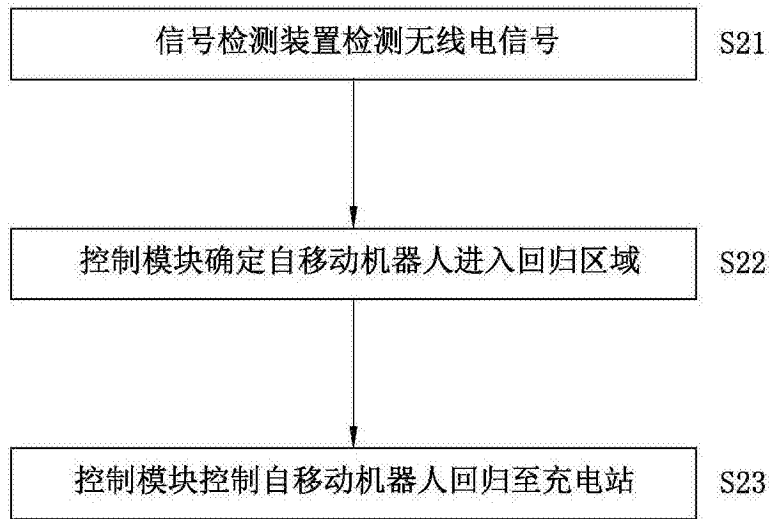 信号检测装置检测无线电信号 S21
控制模块确定自移动机器人进入回归区域 S22
控制模块控制自移动机器人回归至充电站 S23